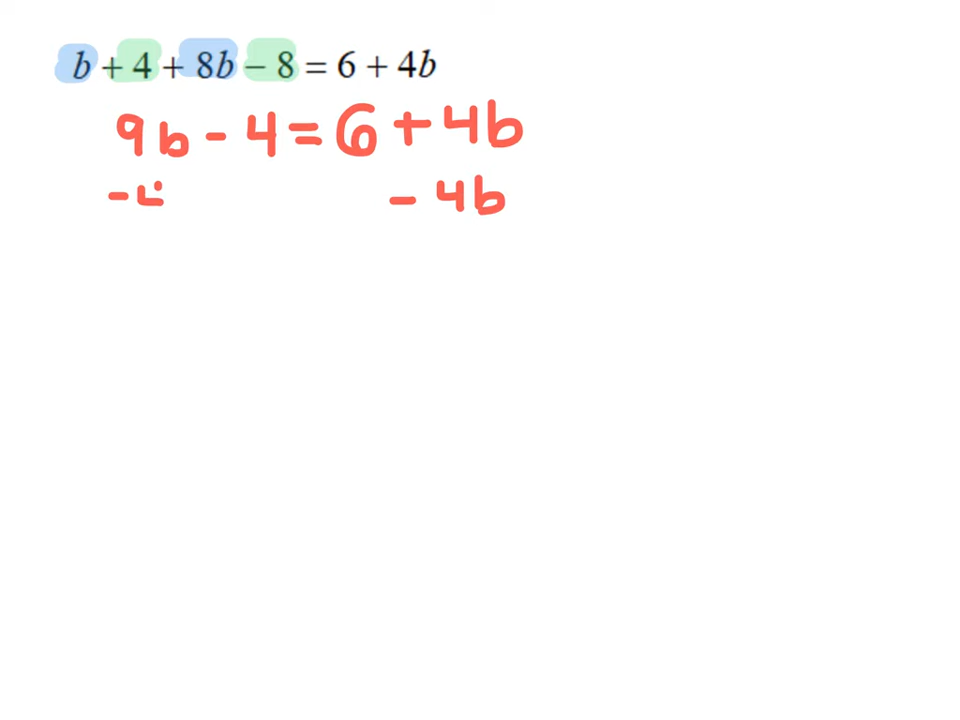 b + 4 + 8b − 8 = 6 + 4b
9b - 4 = 6 + 4b
- 4b